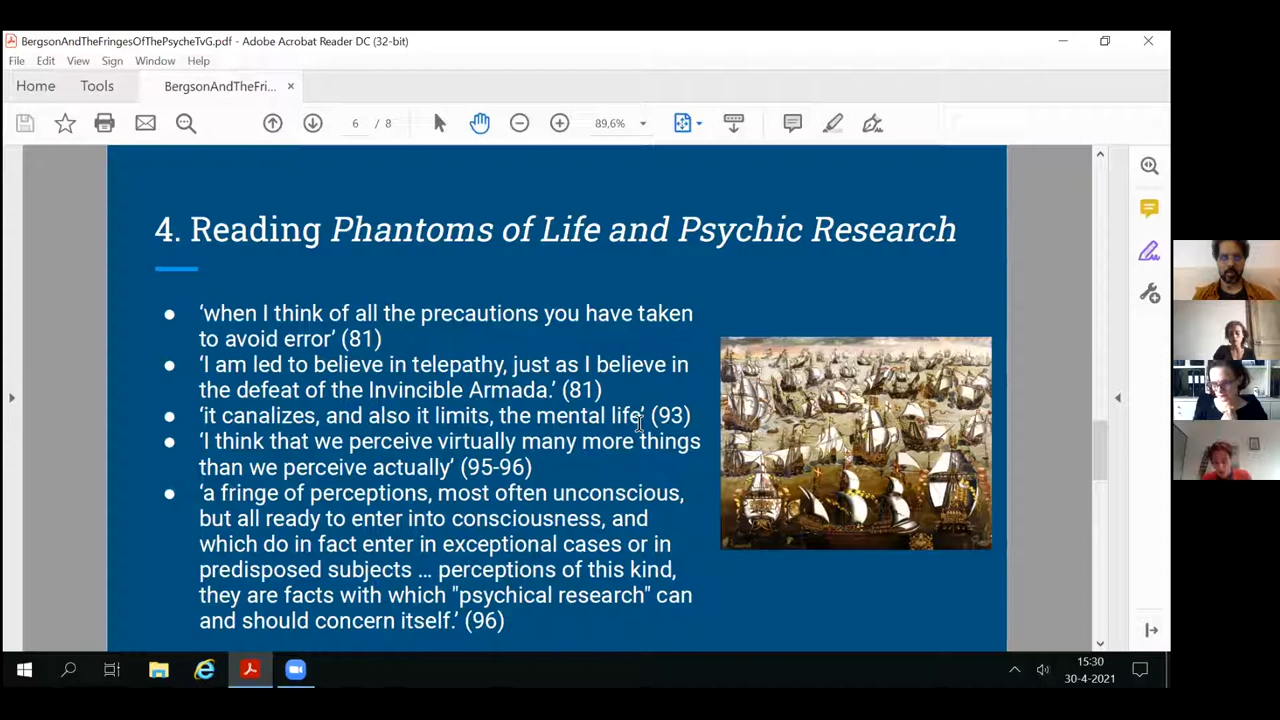 BergsonAndTheFringesOfThePsycheTvG.pdf - Adobe Acrobat Reader DC (32-bit)
File Edit View Sign Window Help
Home Tools BergsonAndTheFri... ×
6 / 8 89,6%
4. Reading Phantoms of Life and Psychic Research
● ‘when I think of all the precautions you have taken
to avoid error’ (81)
● ‘I am led to believe in telepathy, just as I believe in
the defeat of the Invincible Armada.’ (81)
● ‘it canalizes, and also it limits, the mental life’ (93)
● ‘I think that we perceive virtually many more things
than we perceive actually’ (95-96)
● ‘a fringe of perceptions, most often unconscious,
but all ready to enter into consciousness, and
which do in fact enter in exceptional cases or in
predisposed subjects … perceptions of this kind,
they are facts with which "psychical research" can
and should concern itself.’ (96)
15:30
30-4-2021